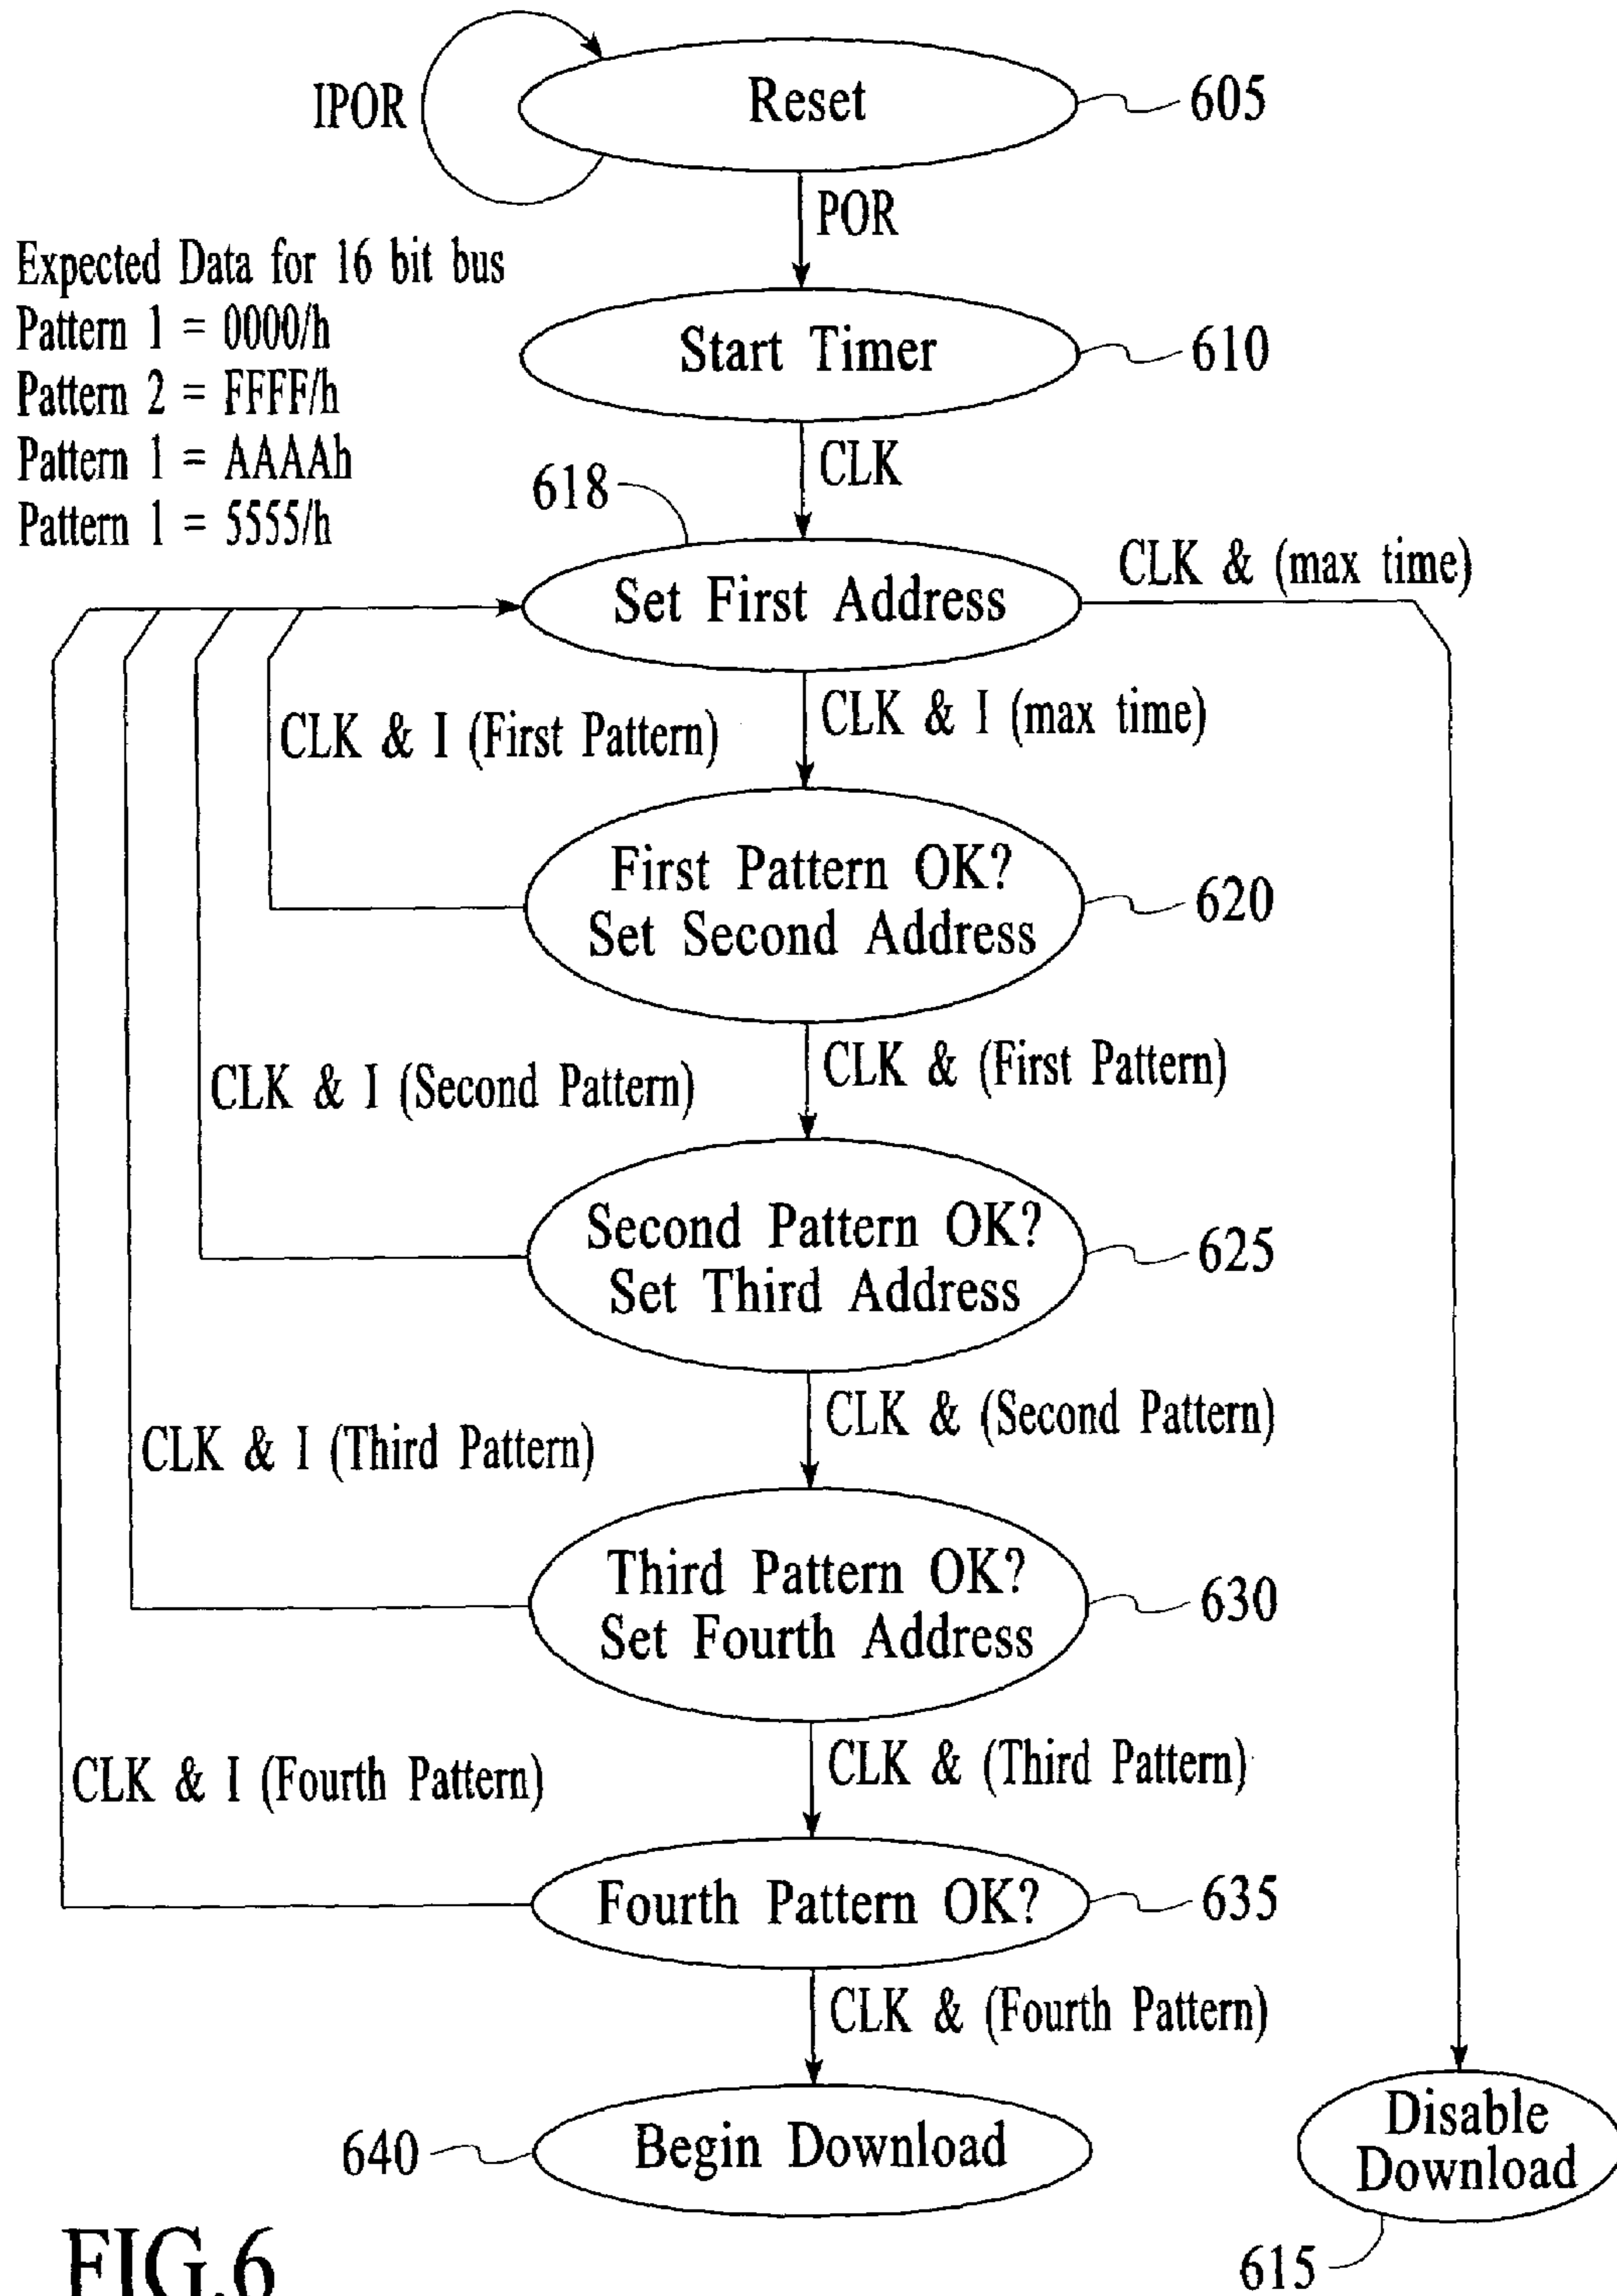 Reset
605
IPOR
POR
Expected Data for 16 bit bus
Pattern 1 = 0000/h
Pattern 2 = FFFF/h
Pattern 1 = AAAAh
Pattern 1 = 5555/h
Start Timer
610
CLK
618
Set First Address
CLK & (max time)
CLK & I (First Pattern)
CLK & I (max time)
First Pattern OK?
Set Second Address
620
CLK & I (Second Pattern)
CLK & (First Pattern)
Second Pattern OK?
Set Third Address
625
CLK & I (Third Pattern)
CLK & (Second Pattern)
Third Pattern OK?
Set Fourth Address
630
CLK & I (Fourth Pattern)
CLK & (Third Pattern)
Fourth Pattern OK?
635
CLK & (Fourth Pattern)
640
Begin Download
Disable
Download
615
FIG.6